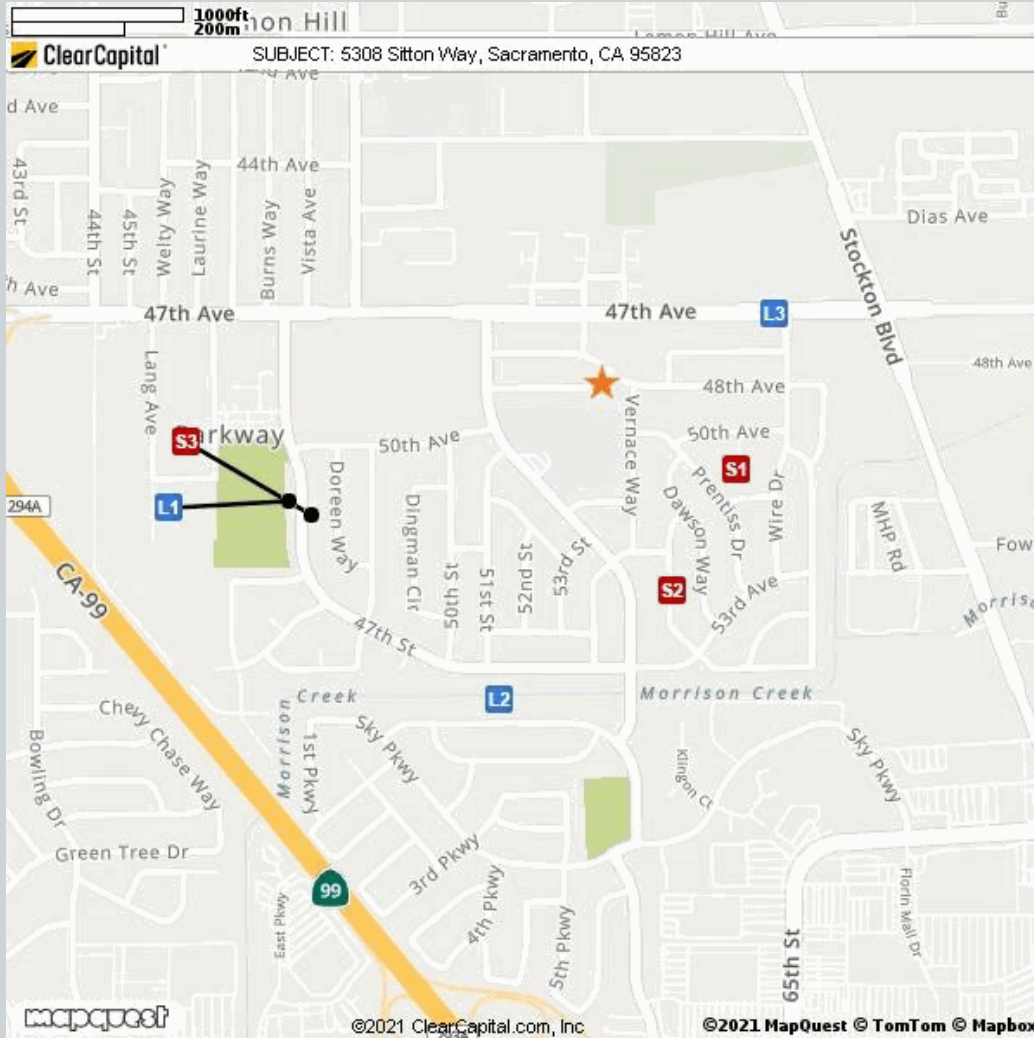 1000ft
200m
mon Hill
Lemon Hill Ave
ClearCapital
SUBJECT: 5308 Sitton Way, Sacramento, CA 95823
d Ave
44th Ave
43rd St
44th St
45th St
Welty Way
Laurine Way
Burns Way
Vista Ave
Dias Ave
Stockton Blvd
h Ave
47th Ave
47th Ave
L3
48th Ave
48th Ave
Lang Ave
S3
arkway
50th Ave
50th Ave
Vernace Way
S1
Doreen Way
Dingman Cir
Prentiss Dr
Dawson Way
Wire Dr
L1
294A
MHP Rd
Fow
CA-99
50th St
51st St
52nd St
53rd St
S2
53rd Ave
Morris
47th St
Morrison Creek
L2
Morrison Creek
Chevy Chase Way
Bowling Dr
1st Pkwy
Sky Pkwy
Klingon Ct
Sky Pkwy
Green Tree Dr
3rd Pkwy
99
4th Pkwy
5th Pkwy
East Pkwy
65th St
Florin Mall Dr
mapquest
©2021 ClearCapital.com, Inc
©2021 MapQuest © TomTom © Mapbox